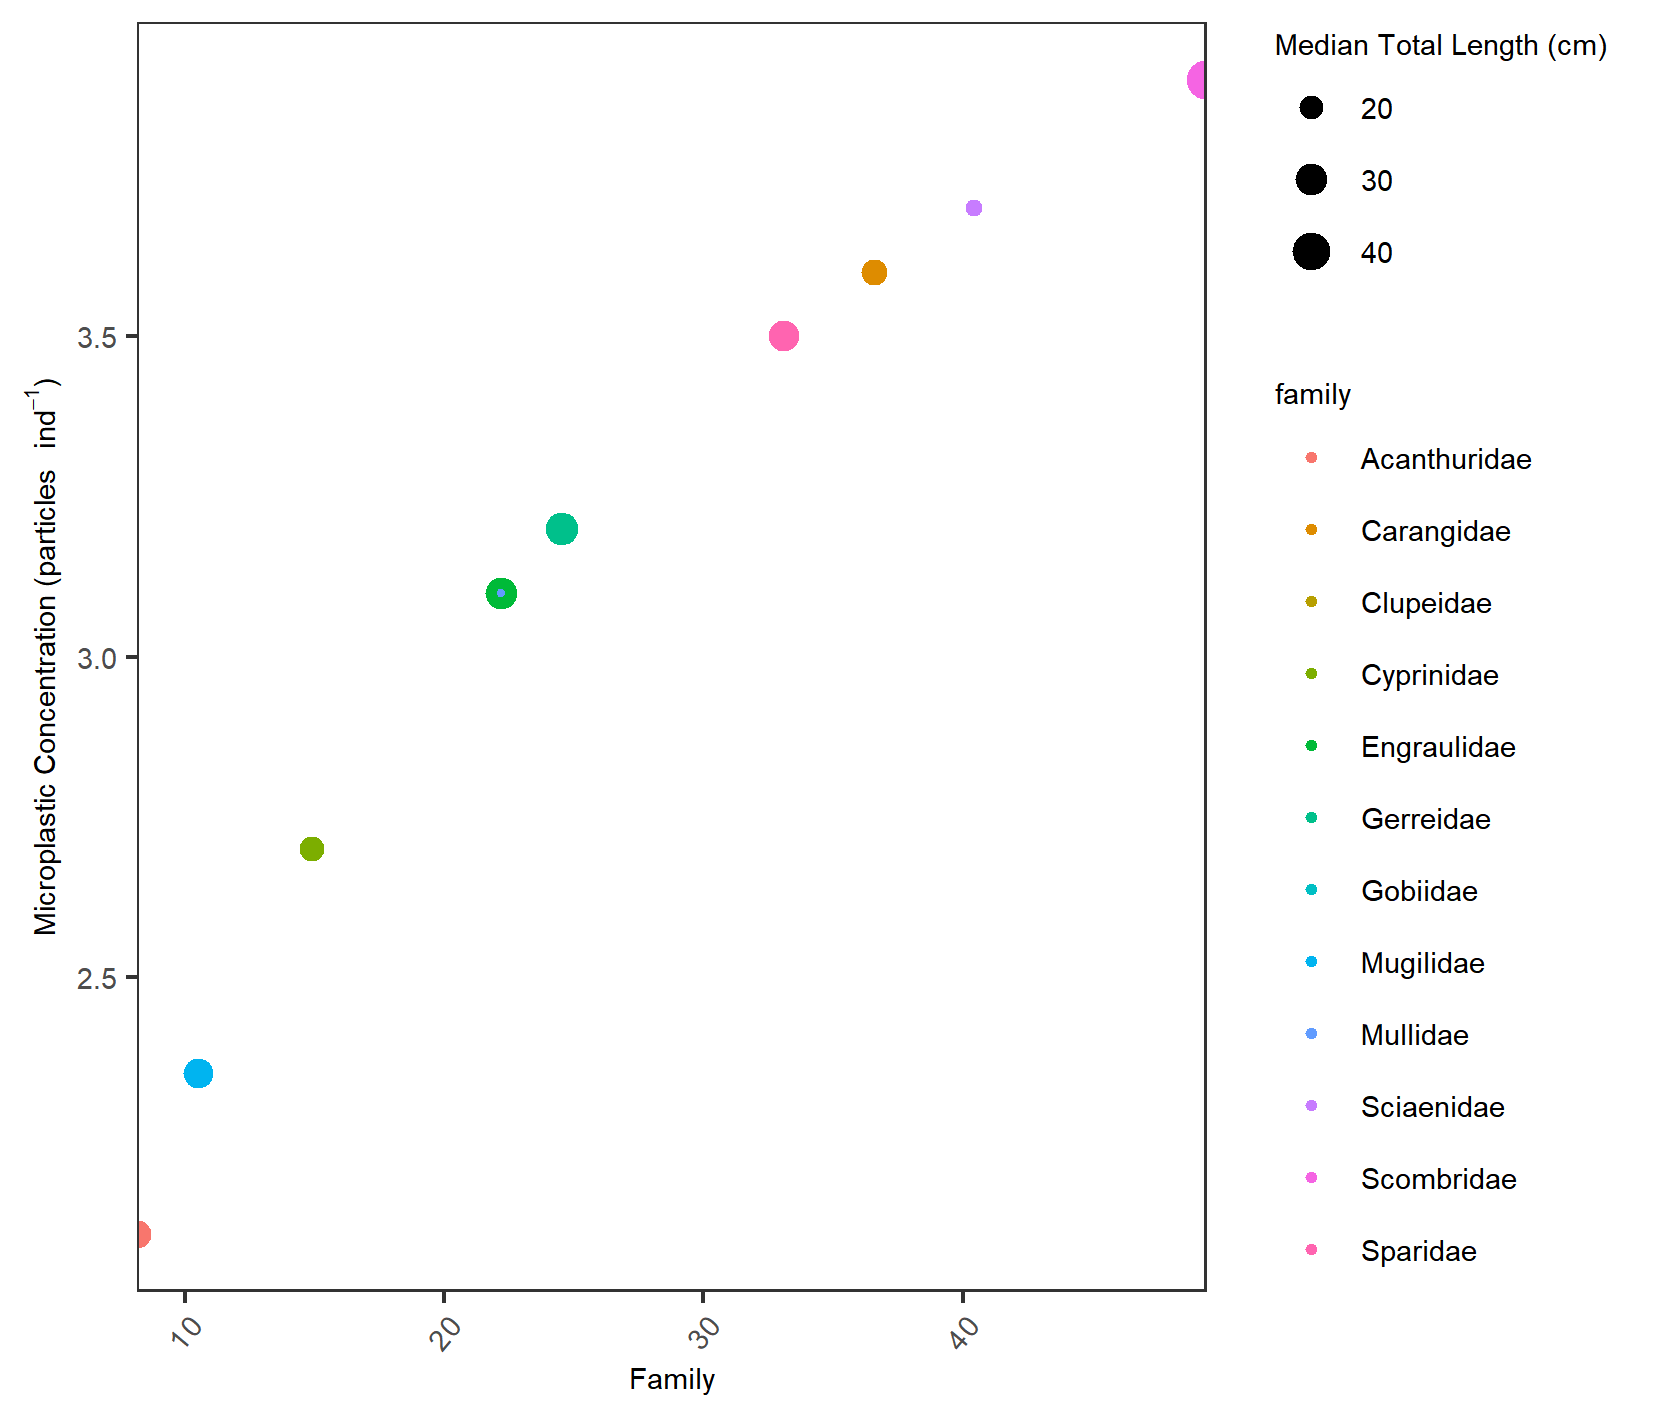 Median Total Length (cm)
20
30
40
family
Acanthuridae
Carangidae
Clupeidae
Cyprinidae
Engraulidae
Gerreidae
Gobiidae
Mugilidae
Mullidae
Sciaenidae
Scombridae
Sparidae
Microplastic Concentration (particles ind⁻¹)
3.5
3.0
2.5
10
20
30
40
Family